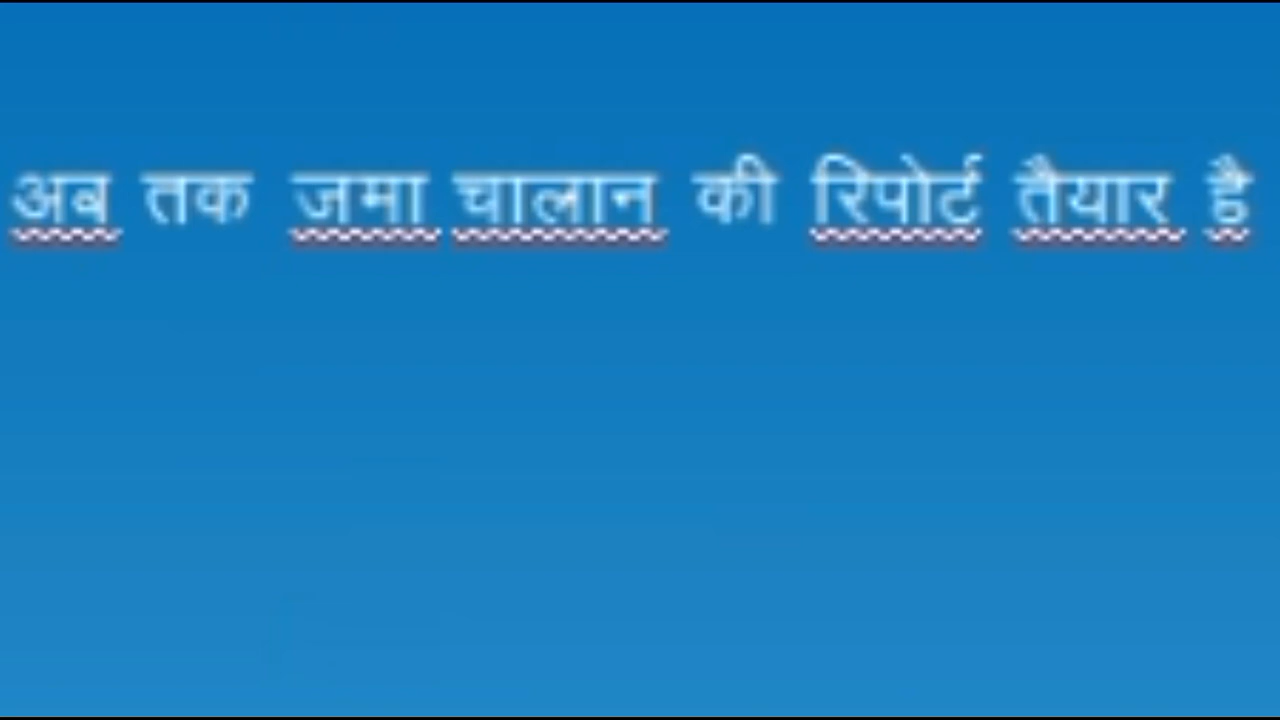 अब तक जमा चालान की रिपोर्ट तैयार है